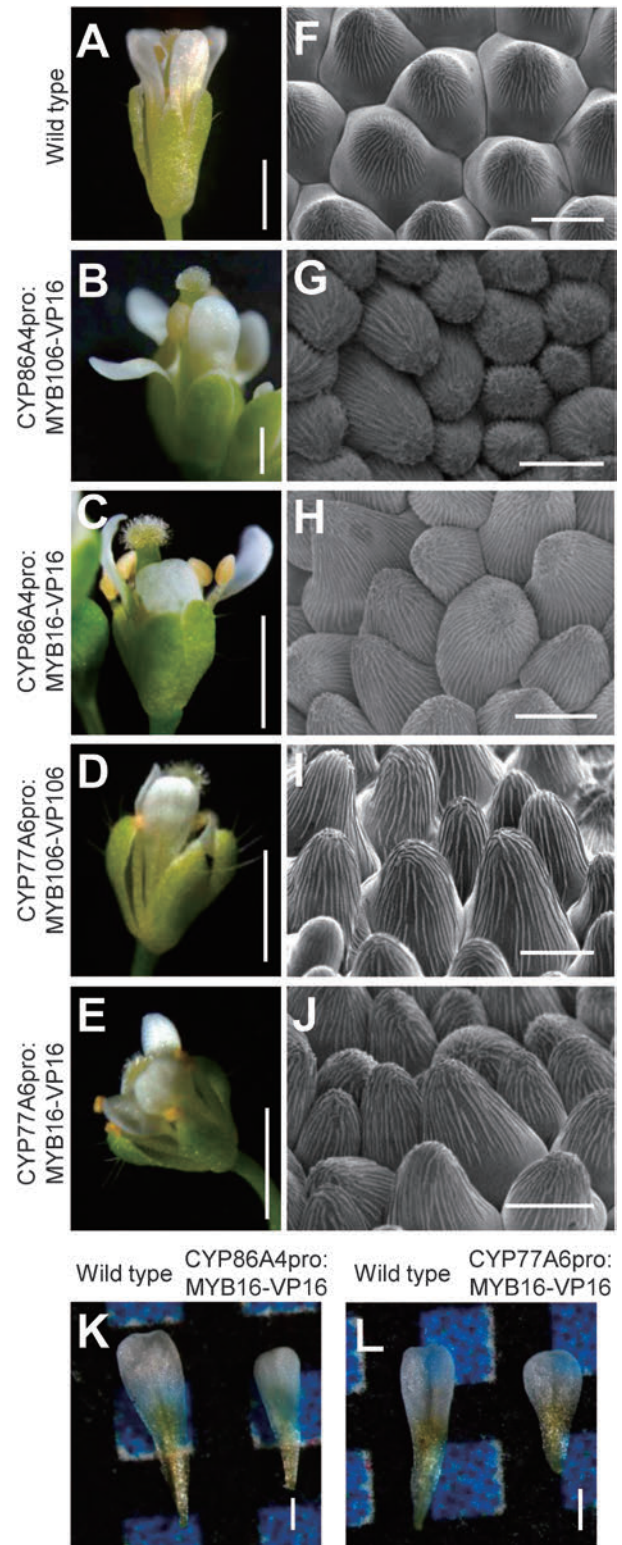 A
F
Wild type
B
G
CYP86A4pro:
MYB106-VP16
C
H
CYP86A4pro:
MYB16-VP16
D
I
CYP77A6pro:
MYB106-VP106
E
J
CYP77A6pro:
MYB16-VP16
Wild type
CYP86A4pro:
MYB16-VP16
Wild type
CYP77A6pro:
MYB16-VP16
K
L